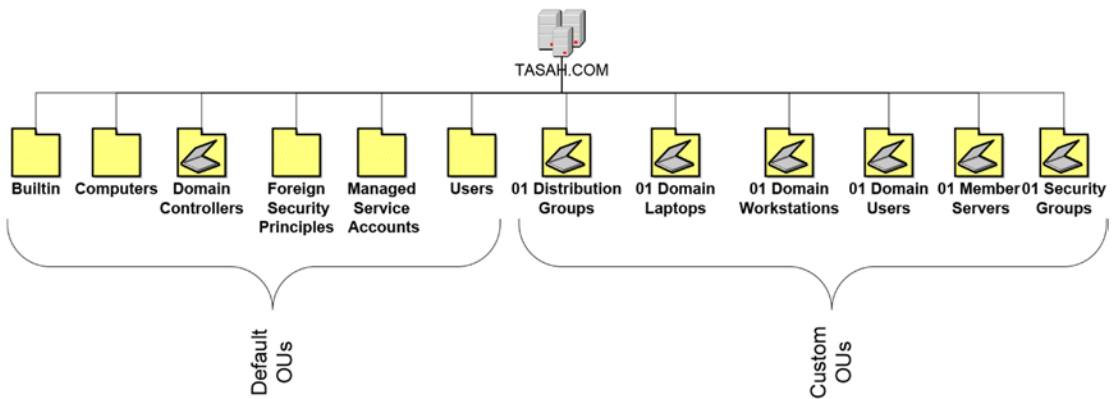 TASAH.COM
Builtin
Computers
Domain
Controllers
Foreign
Security
Principles
Managed
Service
Accounts
Users
01 Distribution
Groups
01 Domain
Laptops
01 Domain
Workstations
01 Domain
Users
01 Member
Servers
01 Security
Groups
Default
OUs
Custom
OUs